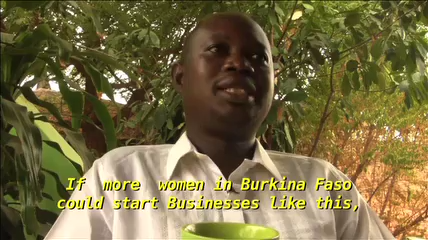 If more women in Burkina Faso
could start Businesses like this,